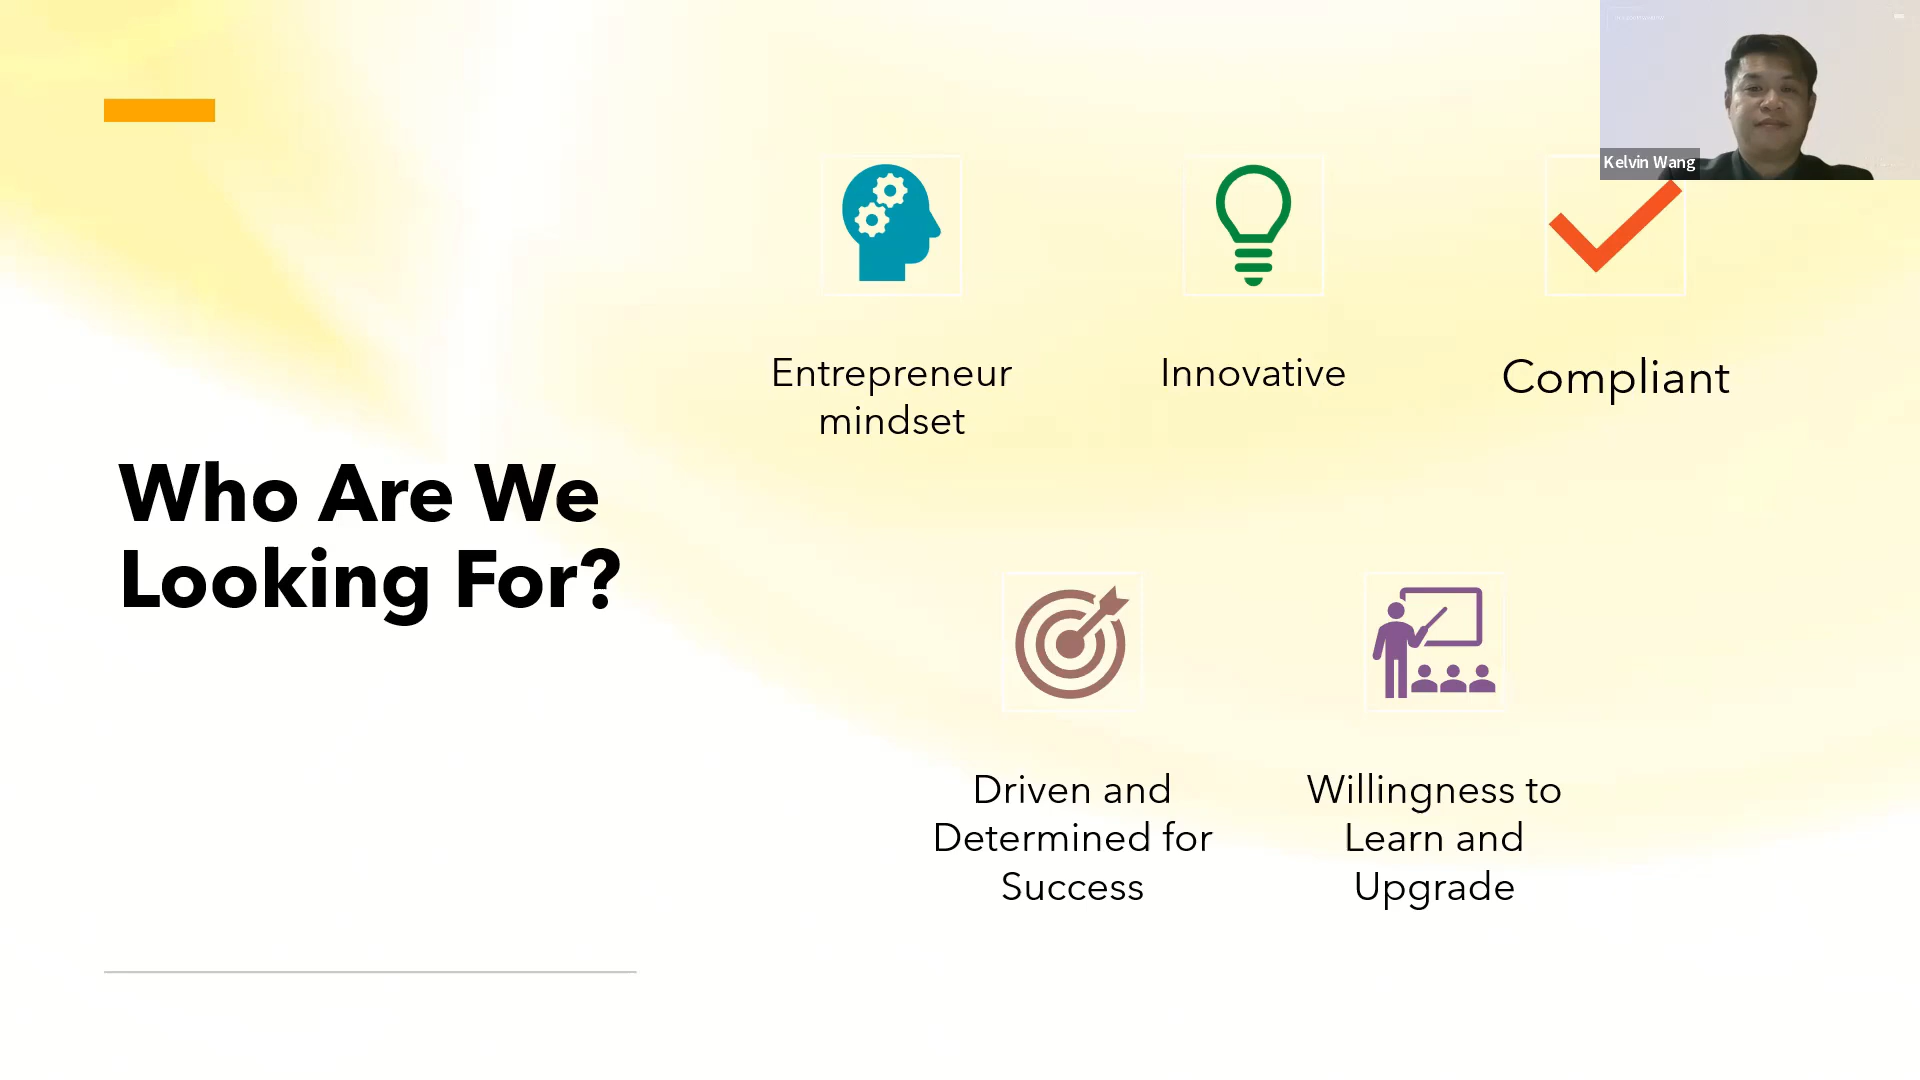 Kelvin Wang
Entrepreneur
mindset
Innovative
Compliant
Who Are We
Looking For?
Driven and
Determined for
Success
Willingness to
Learn and
Upgrade